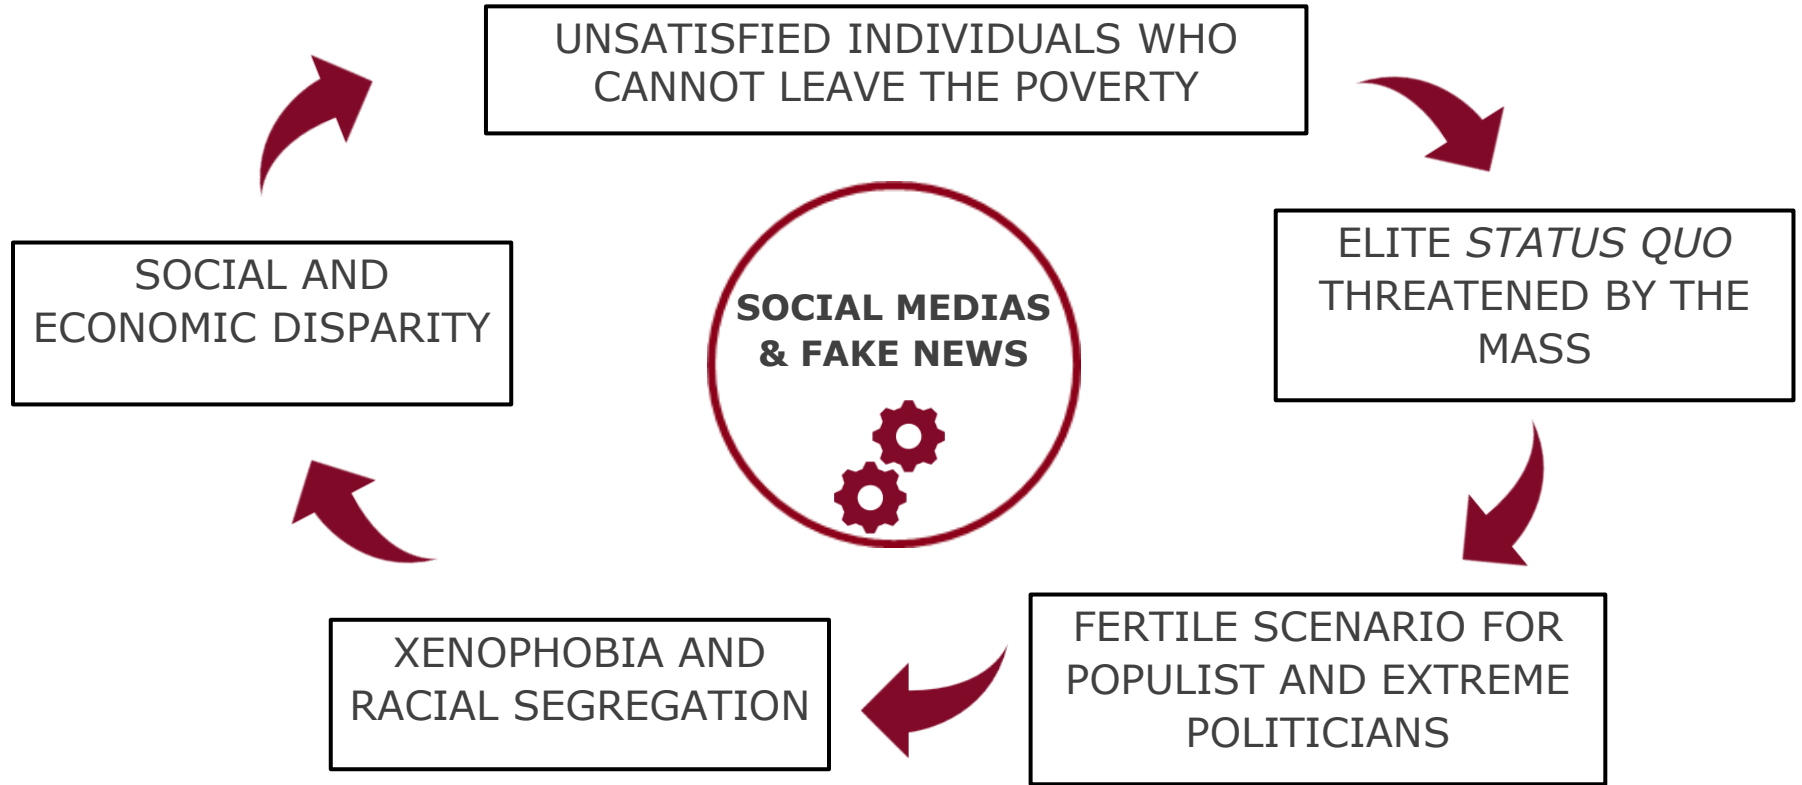 UNSATISFIED INDIVIDUALS WHO
CANNOT LEAVE THE POVERTY
ELITE STATUS QUO
THREATENED BY THE
MASS
FERTILE SCENARIO FOR
POPULIST AND EXTREME
POLITICIANS
XENOPHOBIA AND
RACIAL SEGREGATION
SOCIAL AND
ECONOMIC DISPARITY
SOCIAL MEDIAS
& FAKE NEWS